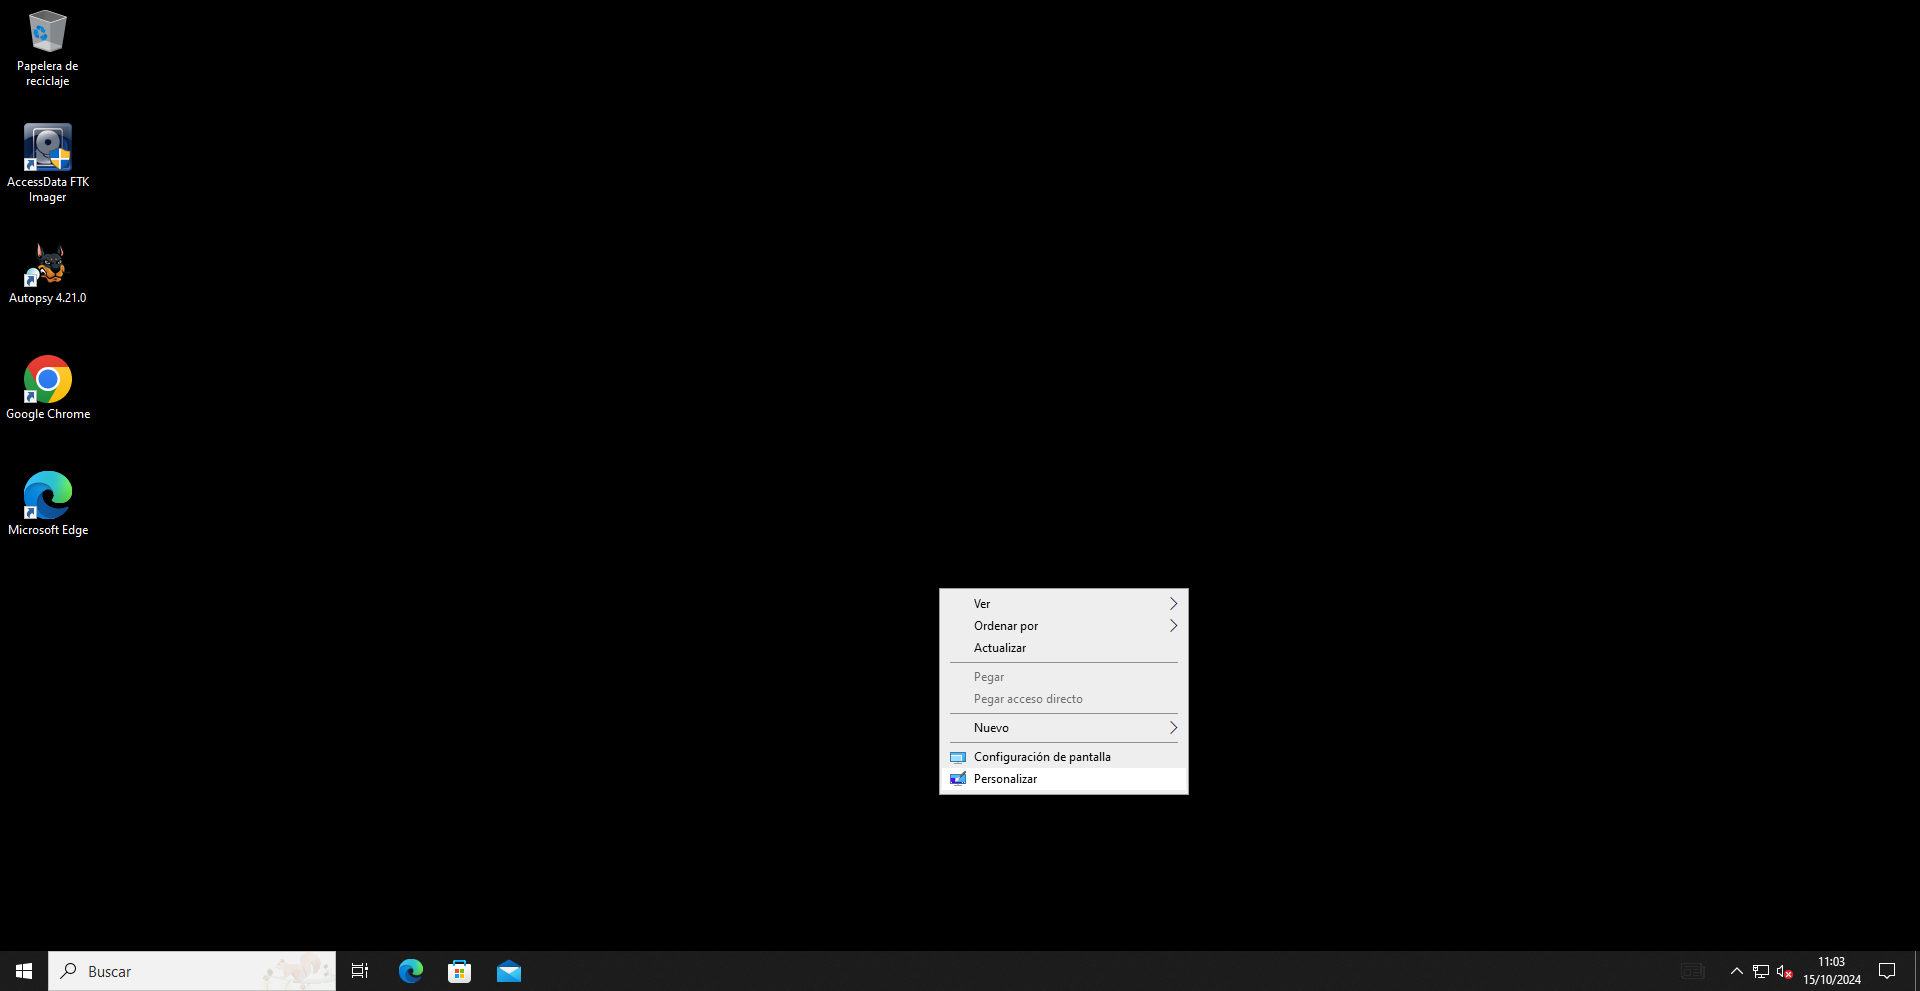 Papelera de
reciclaje
AccessData FTK
Imager
Autopsy 4.21.0
Google Chrome
Microsoft Edge
Ver
Ordenar por
Actualizar
Pegar
Pegar acceso directo
Nuevo
Configuración de pantalla
Personalizar
Buscar
11:03
15/10/2024